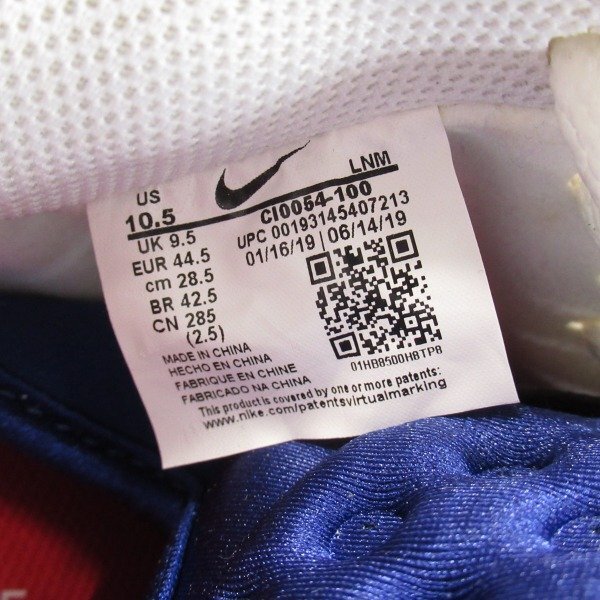 LNM
US
10.5
CI0054-100
UK 9.5
UPC 00193145407213
EUR 44.5
01/16/19 | 06/14/19
cm 28.5
BR 42.5
CN 285
(2.5)
01HB8500H8TP8
MADE IN CHINA
HECHO EN CHINA
FABRIQUE EN CHINE
FABRICADO NA CHINA
This product is covered by one or more patents:
www.nike.com/patentsvirtualmarking